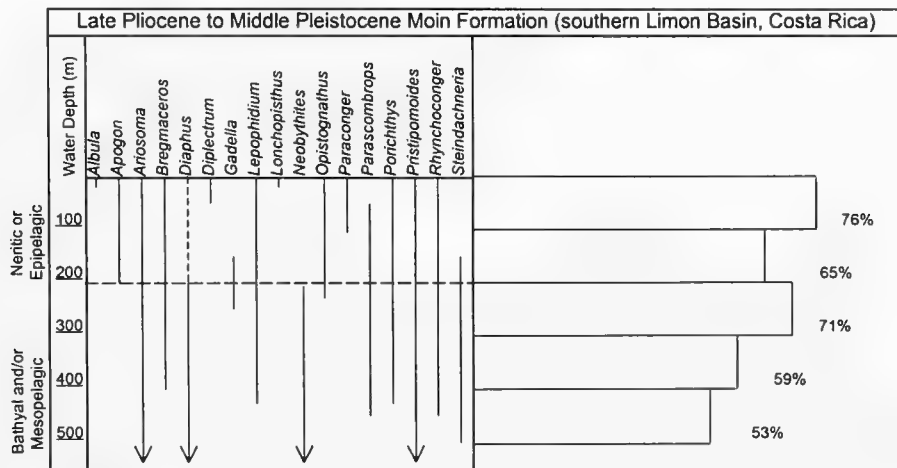 Late Pliocene to Middle Pleistocene Moin Formation (southern Limon Basin, Costa Rica)
Water Depth (m)
Albula
Apogon
Ariosoma
Bregmaceros
Diaphus
Diplectrum
Gadella
Lepophidium
Lonchopisthus
Neobythites
Opistognathus
Paraconger
Parascombrops
Porichthys
Pristipomoides
Rhynchoconger
Steindachneria
Neritic or
Epipelagic
Bathyal and/or
Mesopelagic
100
200
300
400
500
76%
65%
71%
59%
53%